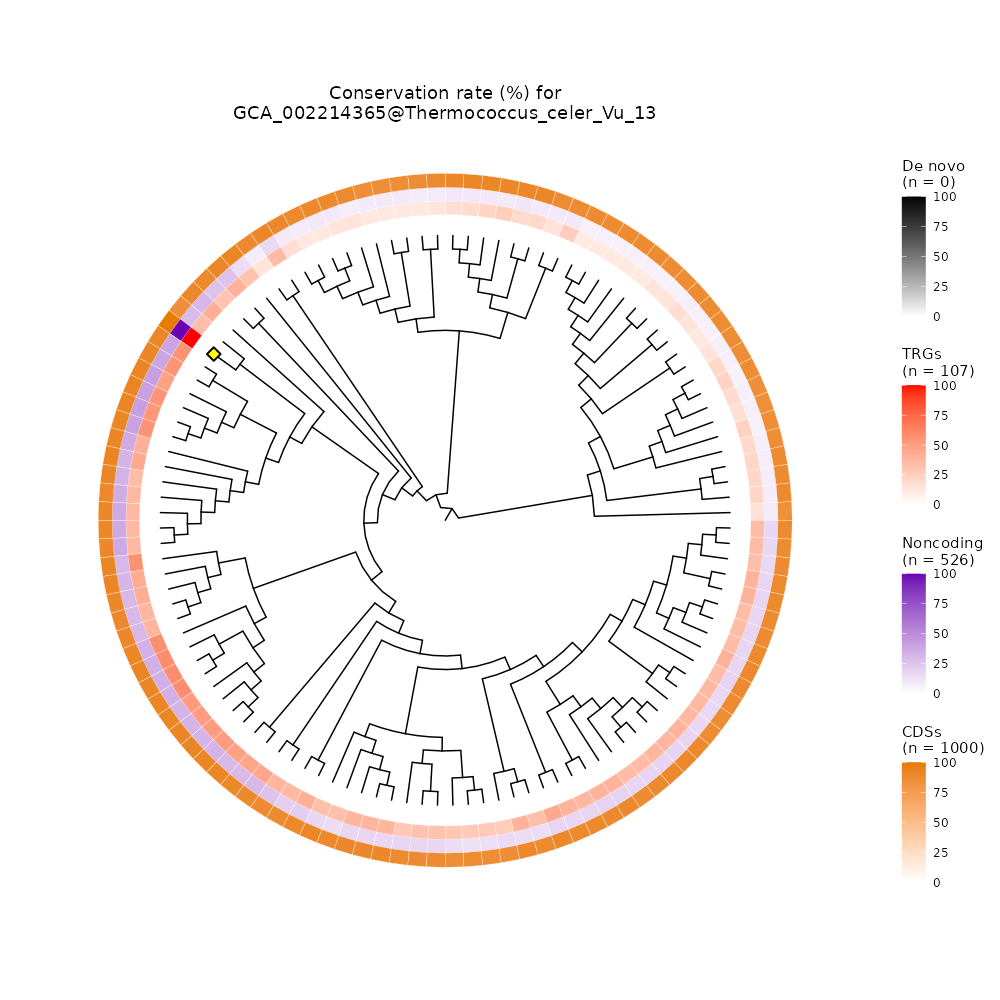 Conservation rate (%) for
GCA_002214365@Thermococcus_celer_Vu_13
De novo
(n = 0)
100
75
50
25
0
TRGs
(n = 107)
100
75
50
25
0
Noncoding
(n = 526)
100
75
50
25
0
CDSs
(n = 1000)
100
75
50
25
0